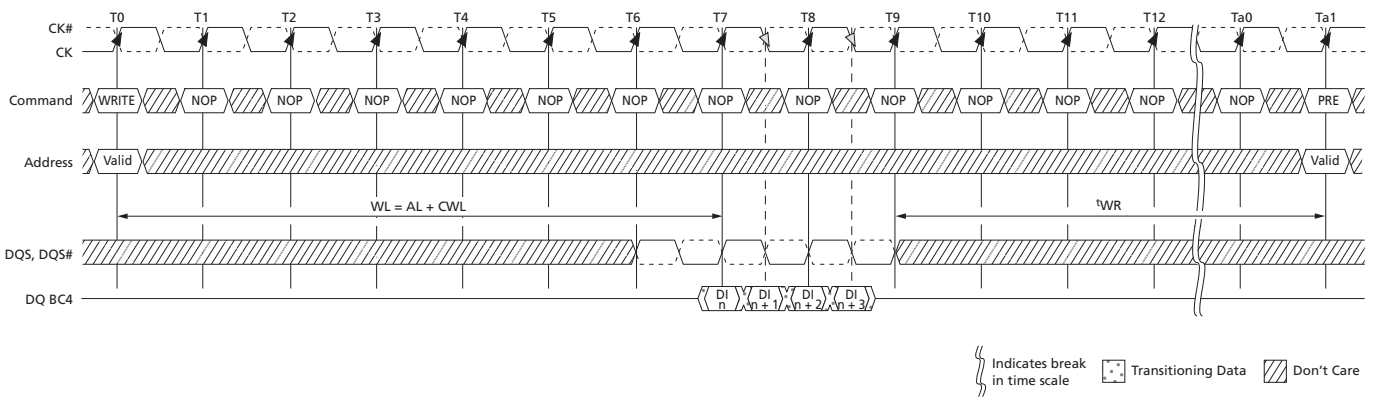 T0 T1 T2 T3 T4 T5 T6 T7 T8 T9 T10 T11 T12 Ta0 Ta1
CK#
CK
Command WRITE NOP NOP NOP NOP NOP NOP NOP NOP NOP NOP NOP NOP NOP PRE
Address Valid Valid
WL = AL + CWL tWR
DQS, DQS#
DQ BC4 DI n DI n + 1 DI n + 2 DI n + 3
Indicates break
in time scale
Transitioning Data
Don't Care